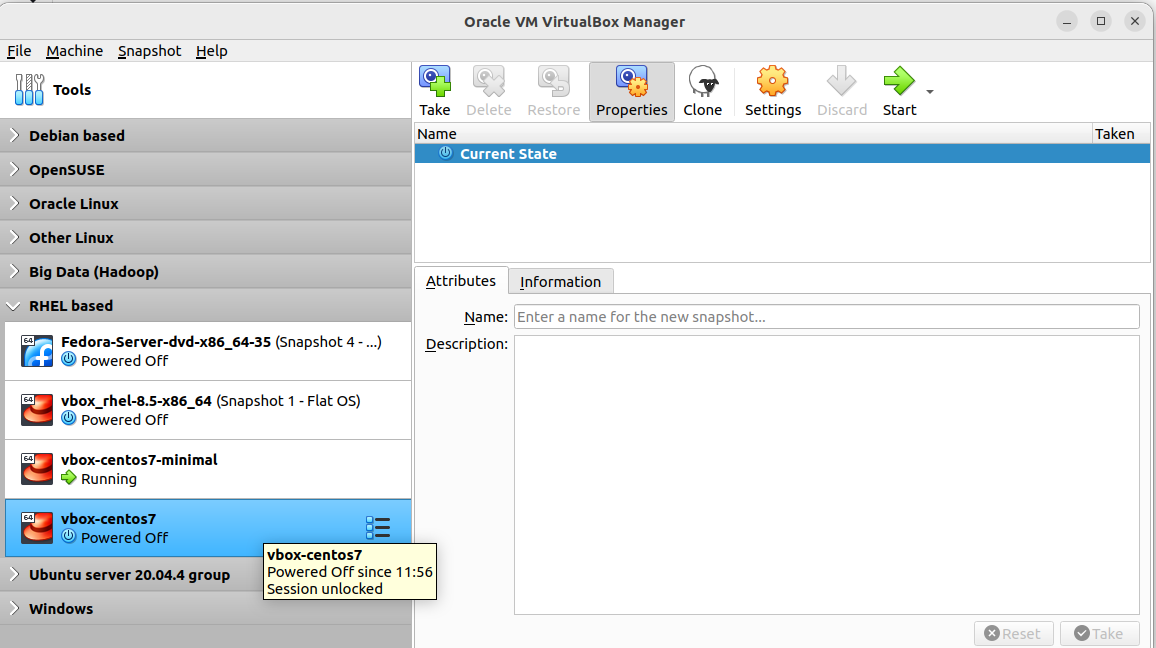 Oracle VM VirtualBox Manager
File Machine Snapshot Help
Tools
Take Delete Restore Properties Clone Settings Discard Start
Debian based
OpenSUSE
Oracle Linux
Other Linux
Big Data (Hadoop)
RHEL based
64
Fedora-Server-dvd-x86_64-35 (Snapshot 4 - ...)
Powered Off
64
vbox_rhel-8.5-x86_64 (Snapshot 1 - Flat OS)
Powered Off
64
vbox-centos7-minimal
Running
64
vbox-centos7
Powered Off
vbox-centos7
Powered Off since 11:56
Session unlocked
Ubuntu server 20.04.4 group
Windows
Name Taken
Current State
Attributes Information
Name: Enter a name for the new snapshot...
Description:
Reset Take